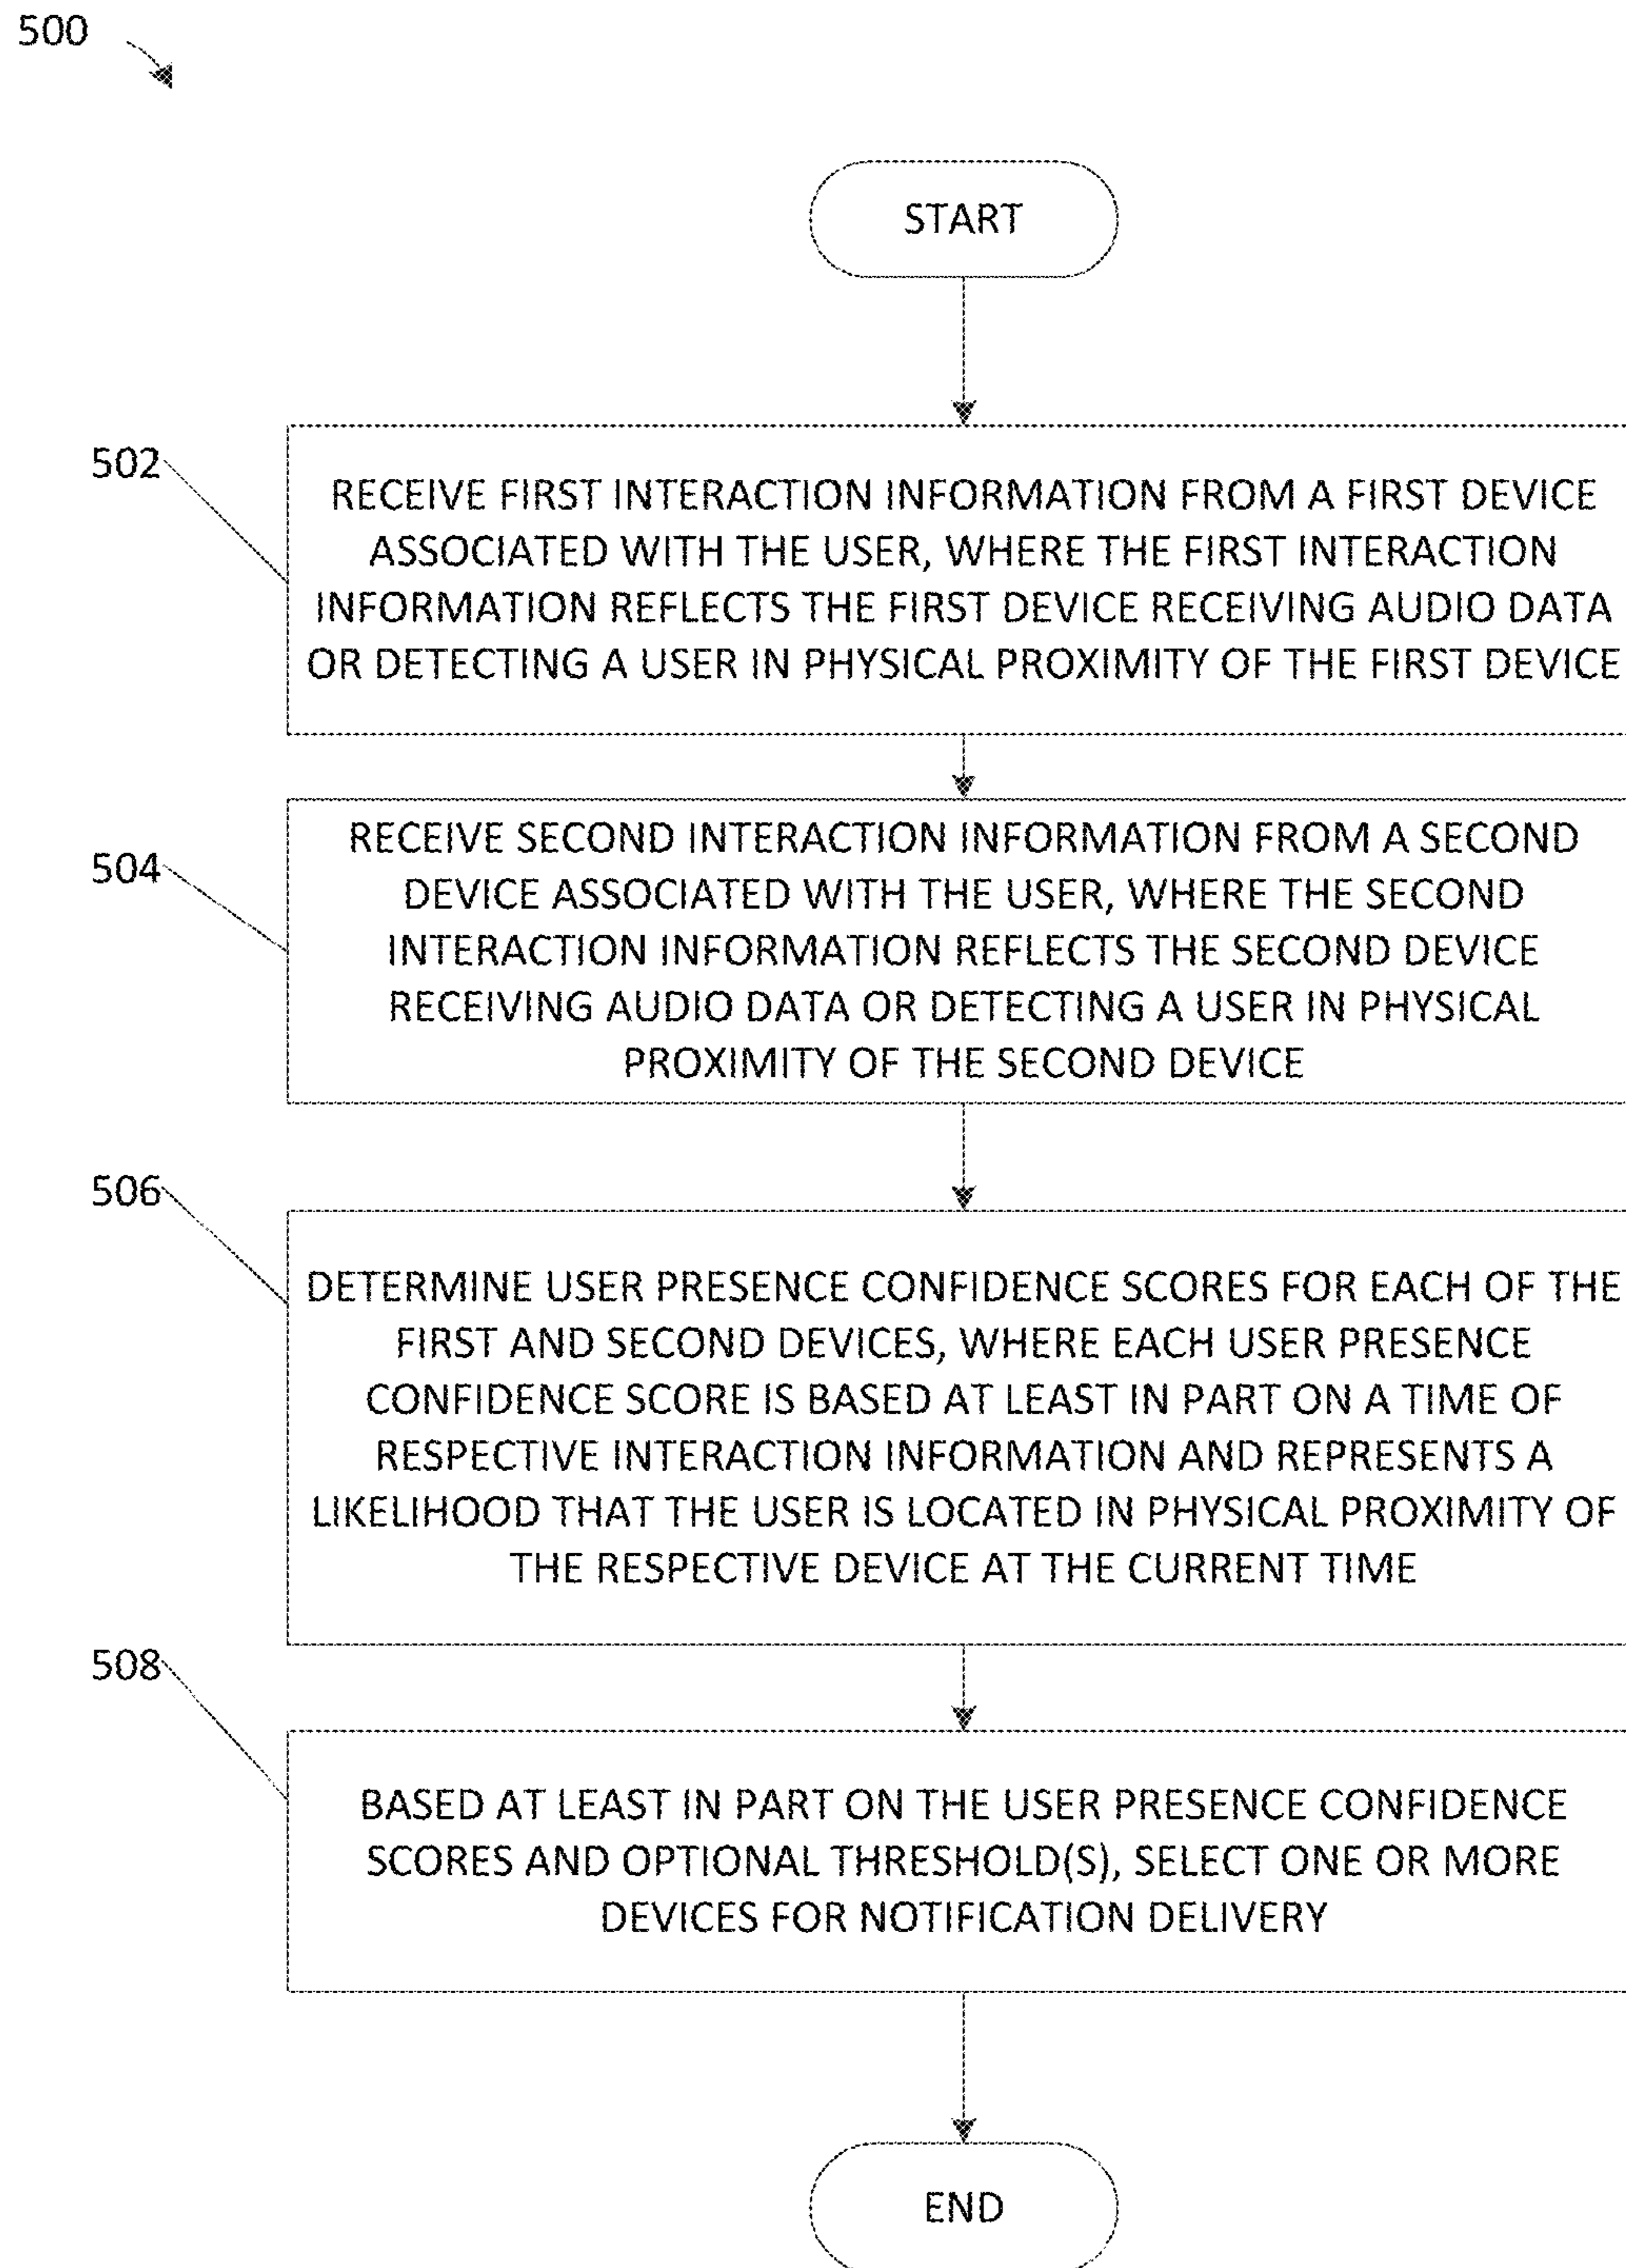 500
START
502
RECEIVE FIRST INTERACTION INFORMATION FROM A FIRST DEVICE
ASSOCIATED WITH THE USER, WHERE THE FIRST INTERACTION
INFORMATION REFLECTS THE FIRST DEVICE RECEIVING AUDIO DATA
OR DETECTING A USER IN PHYSICAL PROXIMITY OF THE FIRST DEVICE
504
RECEIVE SECOND INTERACTION INFORMATION FROM A SECOND
DEVICE ASSOCIATED WITH THE USER, WHERE THE SECOND
INTERACTION INFORMATION REFLECTS THE SECOND DEVICE
RECEIVING AUDIO DATA OR DETECTING A USER IN PHYSICAL
PROXIMITY OF THE SECOND DEVICE
506
DETERMINE USER PRESENCE CONFIDENCE SCORES FOR EACH OF THE
FIRST AND SECOND DEVICES, WHERE EACH USER PRESENCE
CONFIDENCE SCORE IS BASED AT LEAST IN PART ON A TIME OF
RESPECTIVE INTERACTION INFORMATION AND REPRESENTS A
LIKELIHOOD THAT THE USER IS LOCATED IN PHYSICAL PROXIMITY OF
THE RESPECTIVE DEVICE AT THE CURRENT TIME
508
BASED AT LEAST IN PART ON THE USER PRESENCE CONFIDENCE
SCORES AND OPTIONAL THRESHOLD(S), SELECT ONE OR MORE
DEVICES FOR NOTIFICATION DELIVERY
END